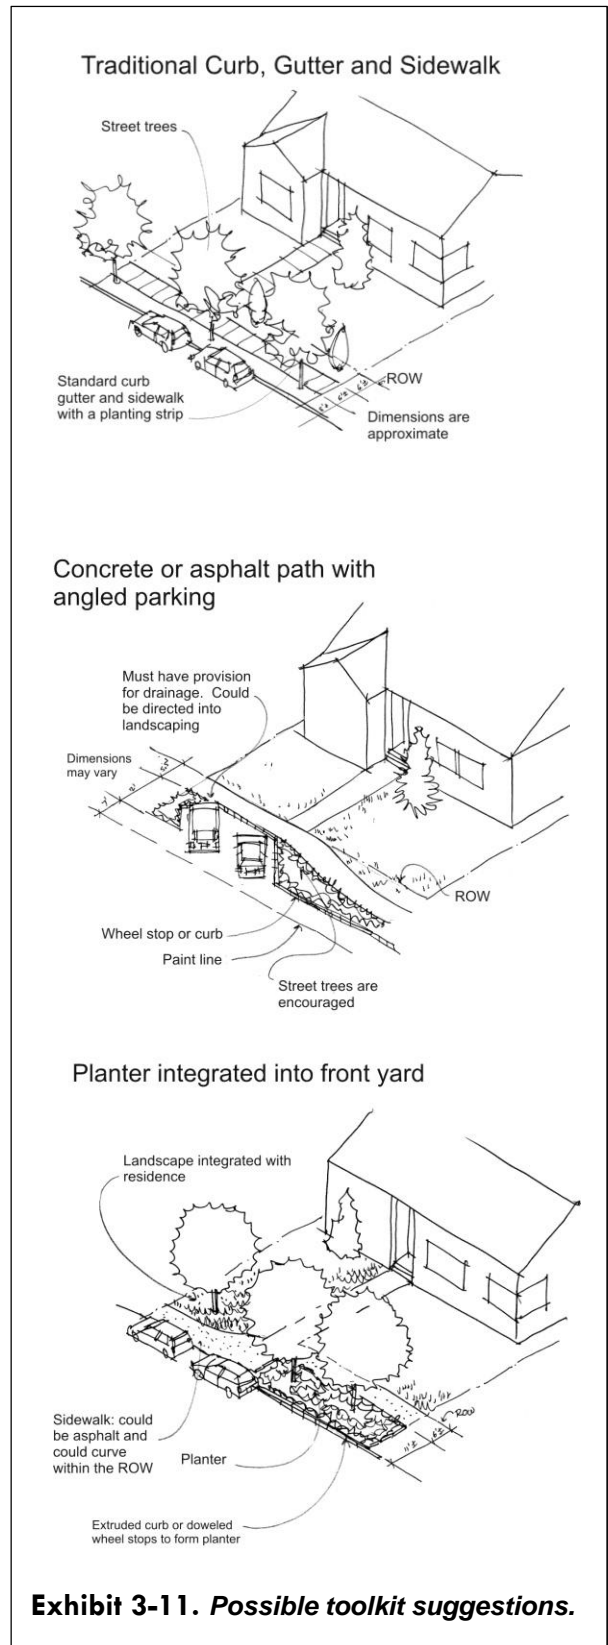 Traditional Curb, Gutter and Sidewalk
Street trees
Standard curb
gutter and sidewalk
with a planting strip
ROW
Dimensions are
approximate
Concrete or asphalt path with
angled parking
Must have provision
for drainage. Could
be directed into
landscaping
Dimensions
may vary
ROW
Wheel stop or curb
Paint line
Street trees are
encouraged
Planter integrated into front yard
Landscape integrated with
residence
Sidewalk: could
be asphalt and
could curve
within the ROW
Planter
ROW
Extruded curb or doweled
wheel stops to form planter
Exhibit 3-11. Possible toolkit suggestions.